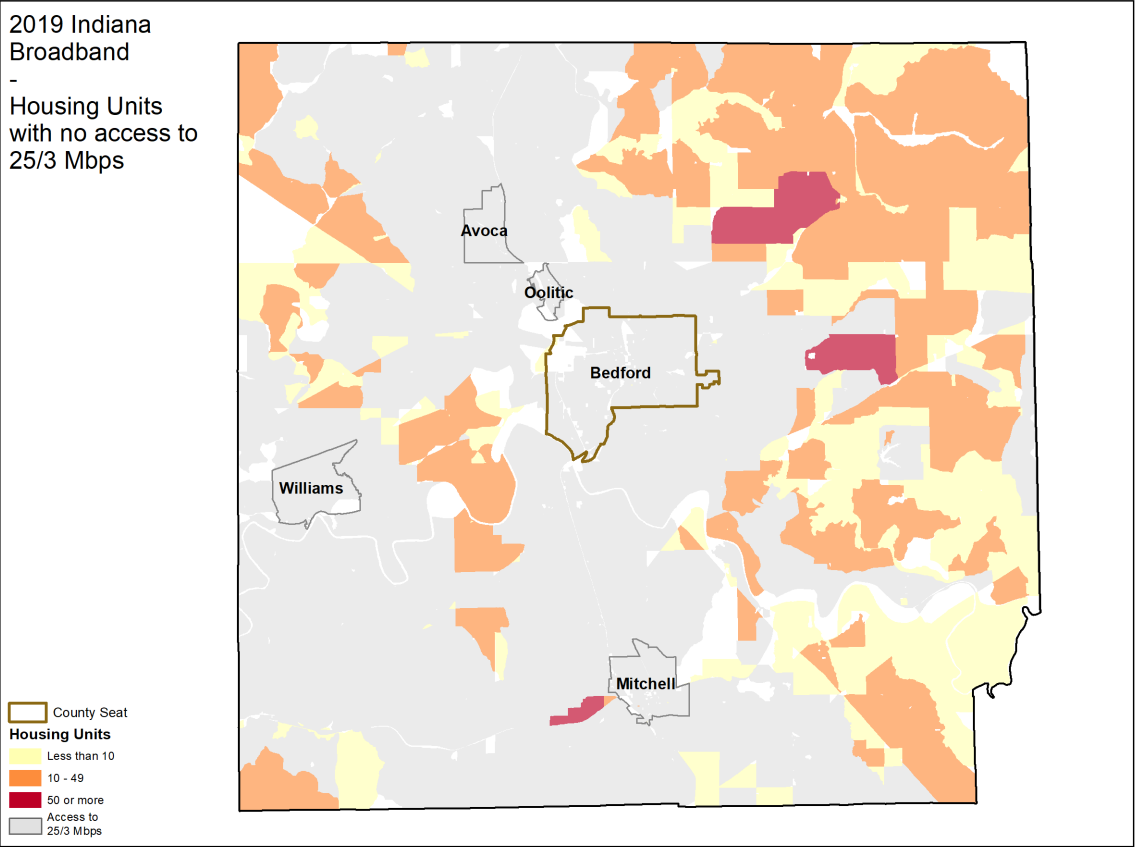 2019 Indiana
Broadband
-
Housing Units
with no access to
25/3 Mbps
Avoca
Oolitic
Bedford
Williams
Mitchell
County Seat
Housing Units
Less than 10
10 - 49
50 or more
Access to
25/3 Mbps